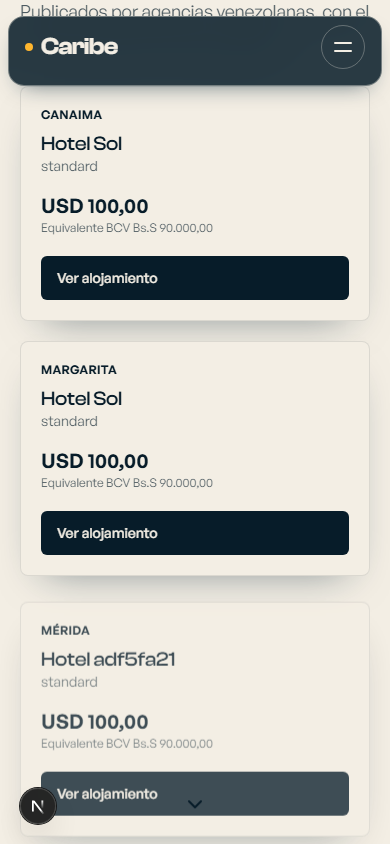 Publicados por agencias venezolanas, con el
Caribe
CANAIMA
Hotel Sol
standard
USD 100,00
Equivalente BCV Bs.S 90.000,00
Ver alojamiento
MARGARITA
Hotel Sol
standard
USD 100,00
Equivalente BCV Bs.S 90.000,00
Ver alojamiento
MÉRIDA
Hotel adf5fa21
standard
USD 100,00
Equivalente BCV Bs.S 90.000,00
Ver alojamiento
N